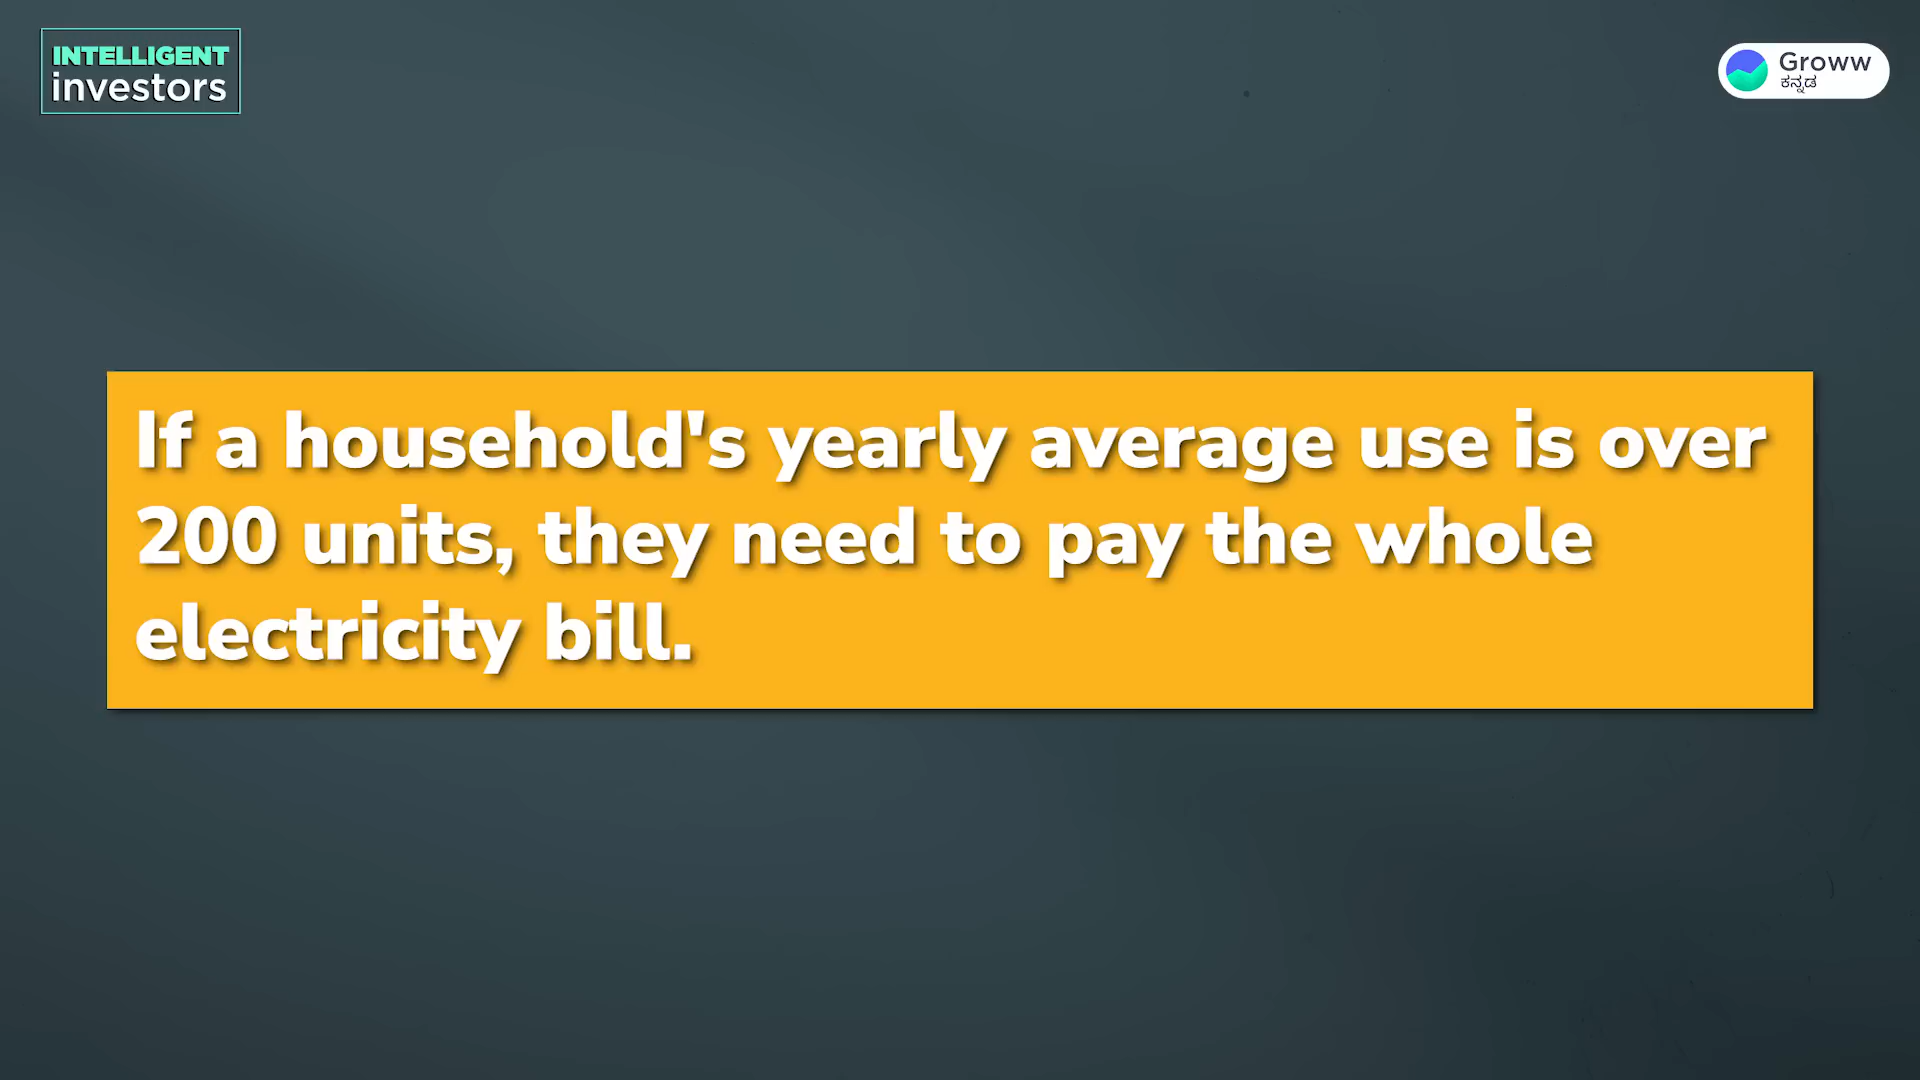 INTELLIGENT
investors
Groww
ಕನ್ನಡ
If a household's yearly average use is over
200 units, they need to pay the whole
electricity bill.